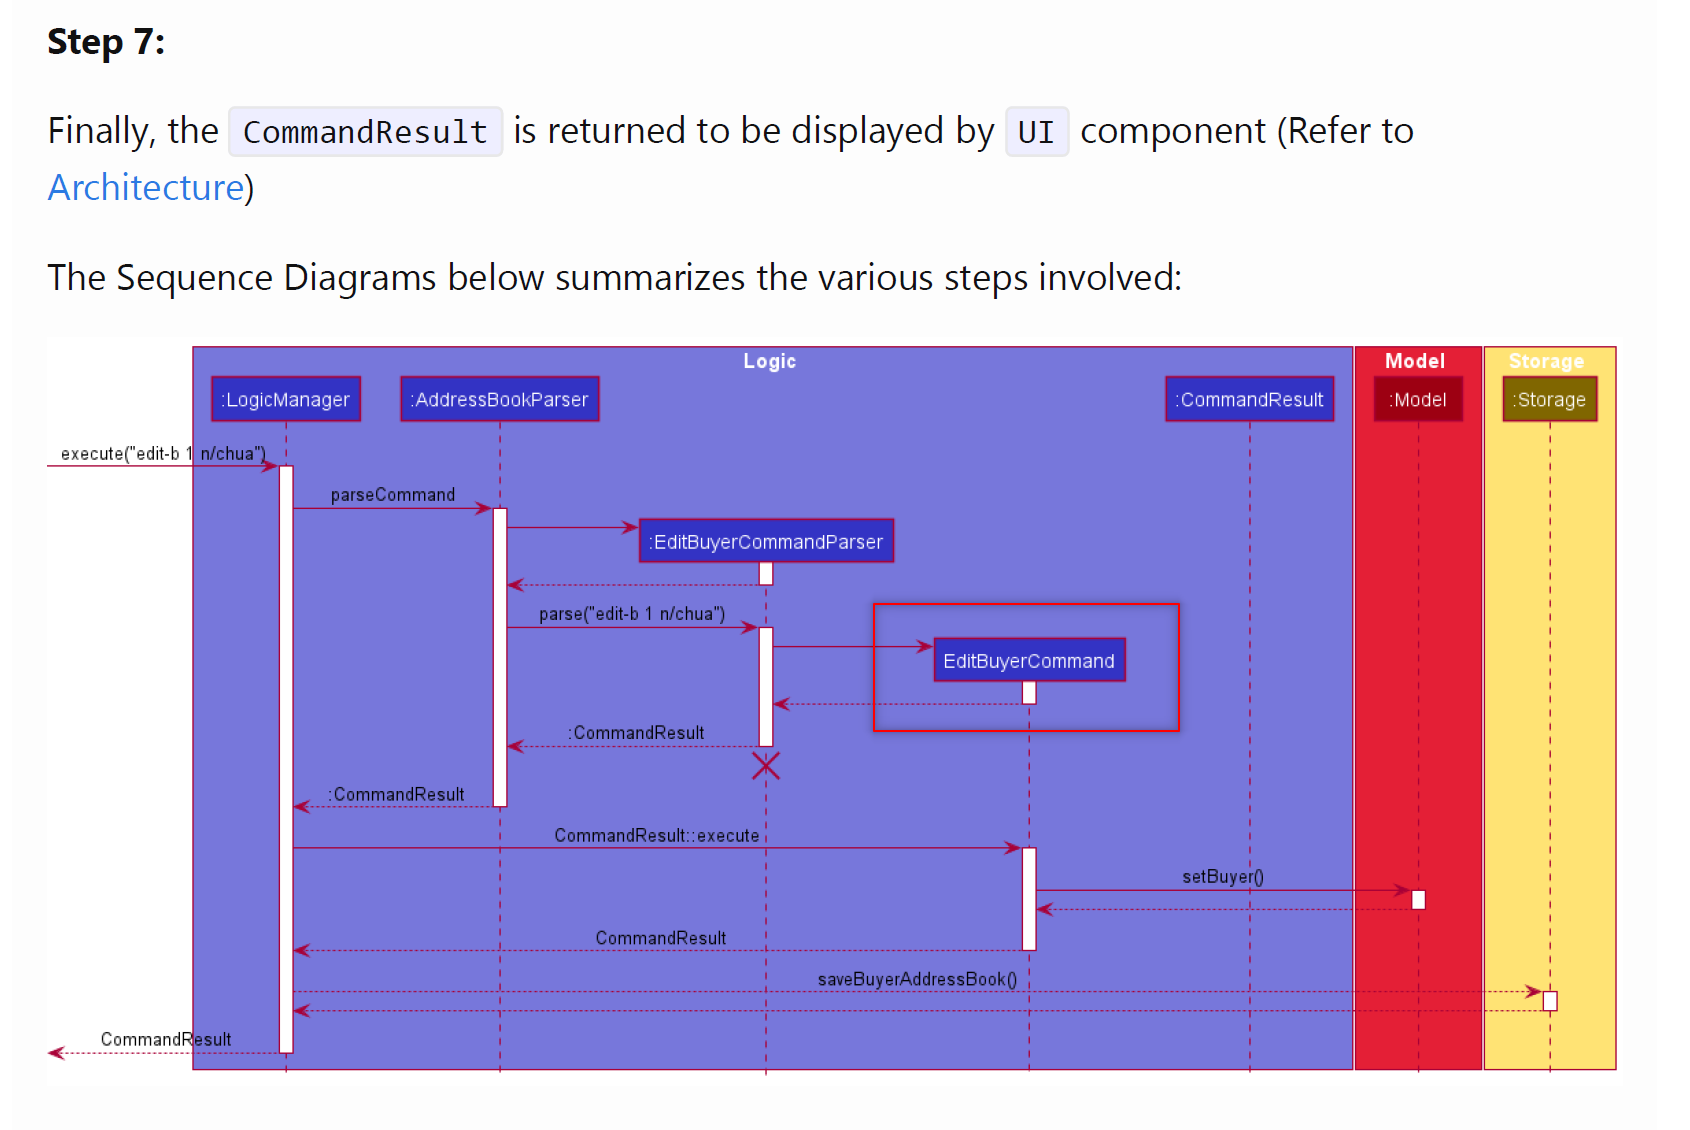 Step 7:
Finally, the CommandResult is returned to be displayed by UI component (Refer to
Architecture)
The Sequence Diagrams below summarizes the various steps involved:
Logic
Model
Storage
:LogicManager
:AddressBookParser
:CommandResult
:Model
:Storage
execute("edit-b 1 n/chua")
parseCommand
:EditBuyerCommandParser
parse("edit-b 1 n/chua")
EditBuyerCommand
:CommandResult
:CommandResult
CommandResult::execute
setBuyer()
CommandResult
saveBuyerAddressBook()
CommandResult